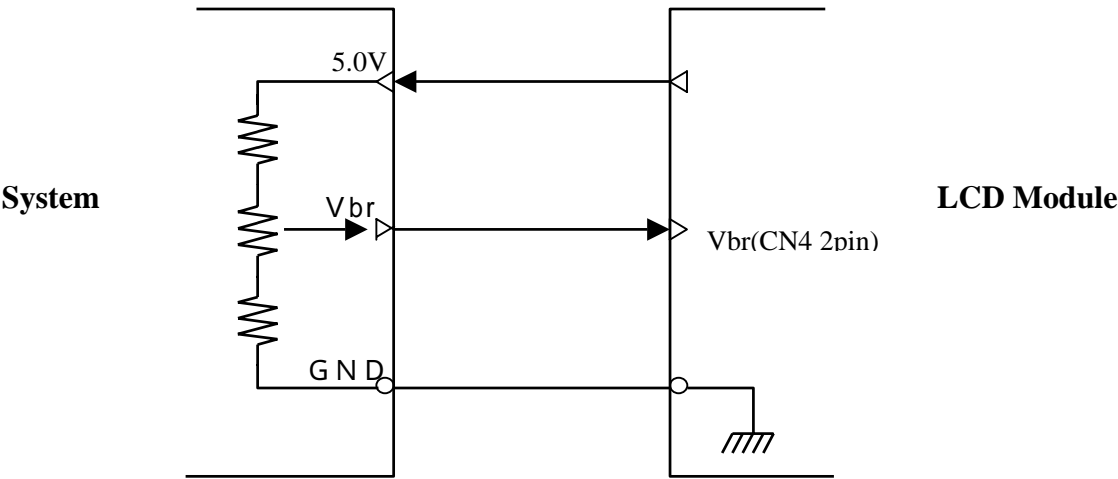 5.0V
System
Vbr
LCD Module
Vbr(CN4 2pin)
GND